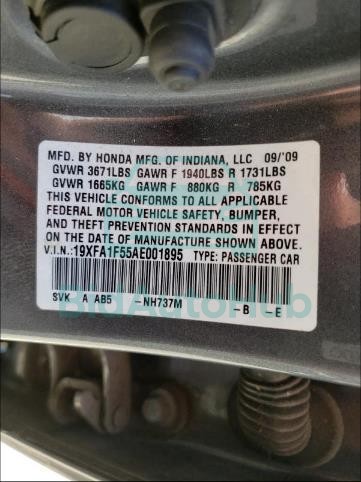 MFD. BY HONDA MFG. OF INDIANA, LLC 09/'09
GVWR 3671LBS GAWR F 1940LBS R 1731LBS
GVWR 1665KG GAWR F 880KG R 785KG
THIS VEHICLE CONFORMS TO ALL APPLICABLE
FEDERAL MOTOR VEHICLE SAFETY, BUMPER,
AND THEFT PREVENTION STANDARDS IN EFFECT
ON THE DATE OF MANUFACTURE SHOWN ABOVE.
V.I.N.: 19XFA1F55AE001895 TYPE: PASSENGER CAR
SVK A AB5 -NH737M -B -E
BidAutoHub